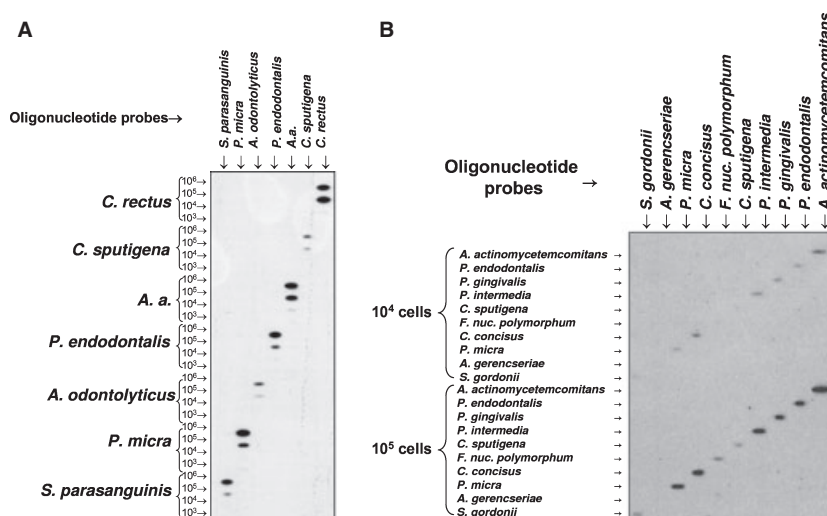 A
Oligonucleotide probes→
S. parasanguinis
P. micra
A. odontolyticus
P. endodontalis
A.a.
C. sputigena
C. rectus
C. rectus
10⁶→
10⁵→
10⁴→
10³→
C. sputigena
10⁶→
10⁵→
10⁴→
10³→
A. a.
10⁶→
10⁵→
10⁴→
10³→
P. endodontalis
10⁶→
10⁵→
10⁴→
10³→
A. odontolyticus
10⁶→
10⁵→
10⁴→
10³→
P. micra
10⁶→
10⁵→
10⁴→
10³→
S. parasanguinis
10⁶→
10⁵→
10⁴→
10³→
B
Oligonucleotide
probes →
S. gordonii
A. gerencseriae
P. micra
C. concisus
F. nuc. polymorphum
C. sputigena
P. intermedia
P. gingivalis
P. endodontalis
A. actinomycetemcomitans
10⁴ cells
A. actinomycetemcomitans →
P. endodontalis →
P. gingivalis →
P. intermedia →
C. sputigena →
F. nuc. polymorphum →
C. concisus →
P. micra →
A. gerencseriae →
S. gordonii →
10⁵ cells
A. actinomycetemcomitans →
P. endodontalis →
P. gingivalis →
P. intermedia →
C. sputigena →
F. nuc. polymorphum →
C. concisus →
P. micra →
A. gerencseriae →
S. gordonii →